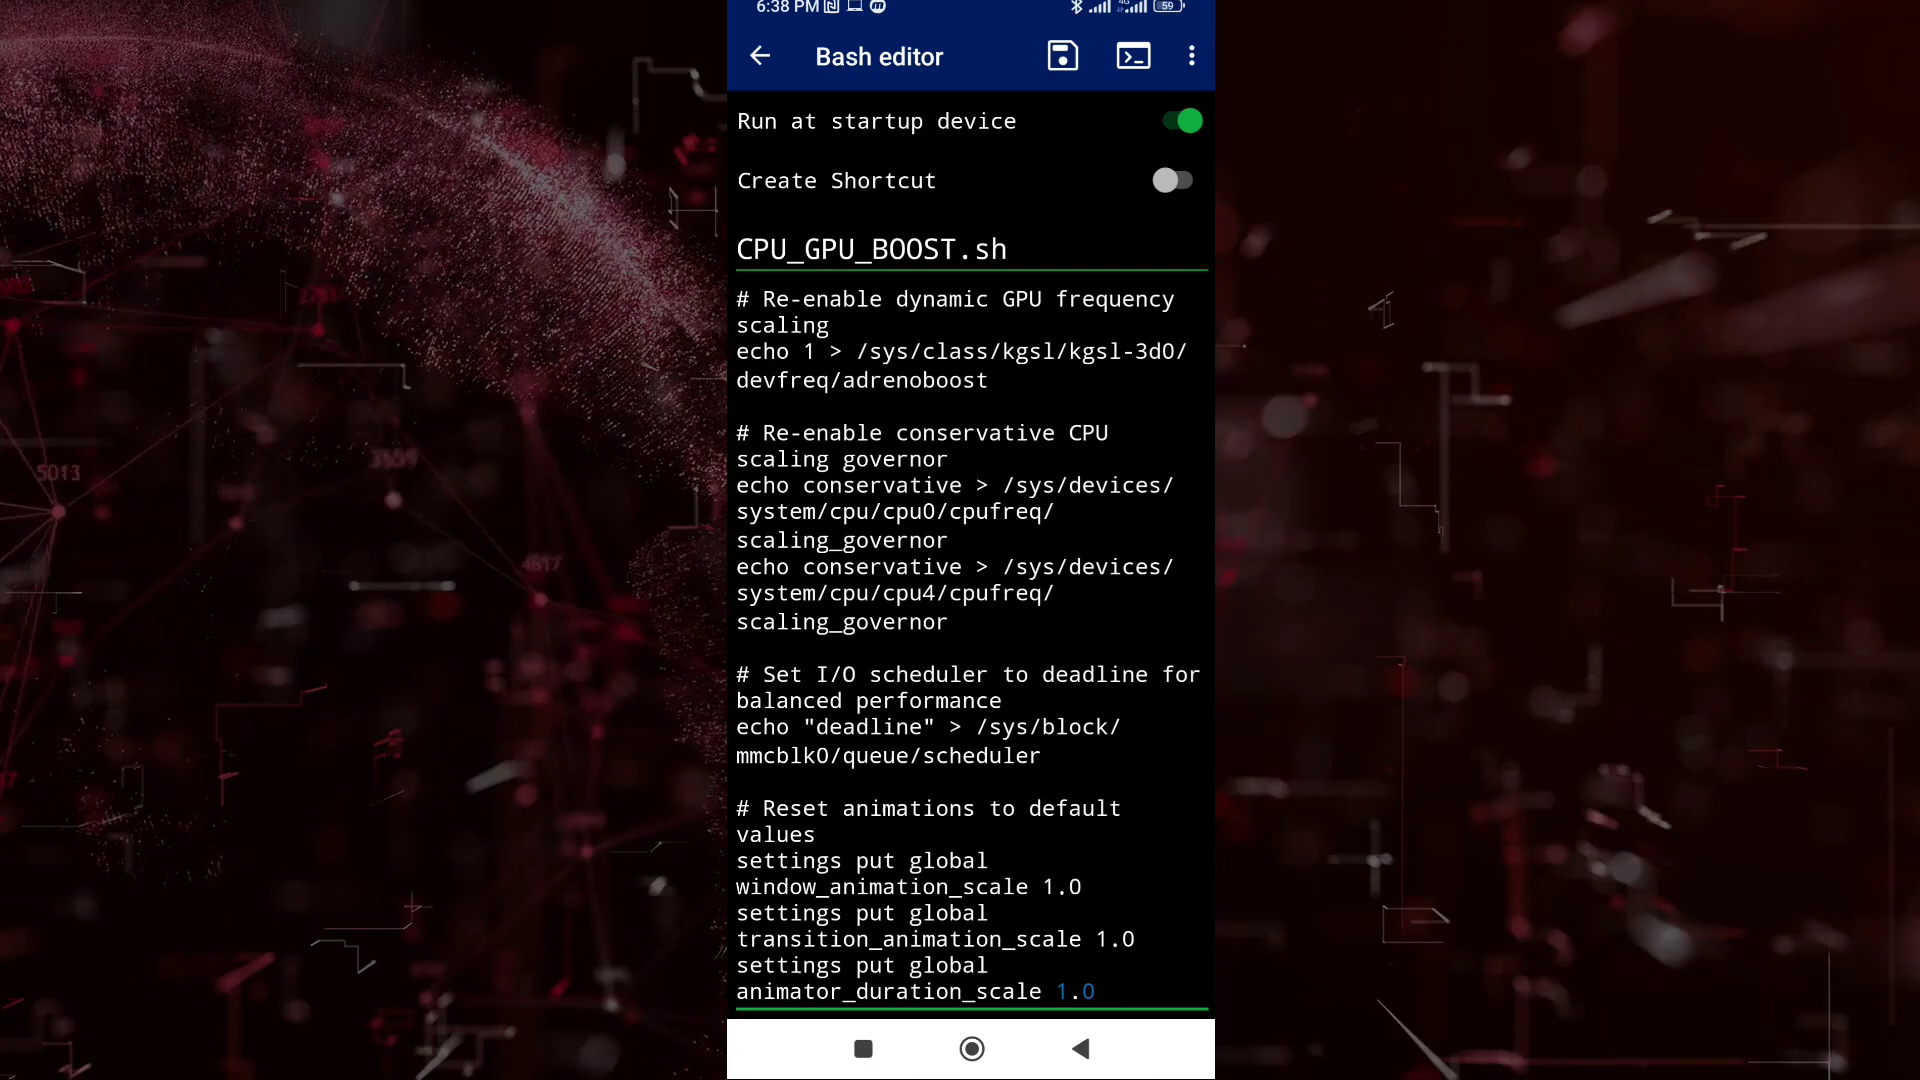 6:38 PM
4G
59
Bash editor
Run at startup device
Create Shortcut
CPU_GPU_BOOST.sh
# Re-enable dynamic GPU frequency
scaling
echo 1 > /sys/class/kgsl/kgsl-3d0/
devfreq/adrenoboost
# Re-enable conservative CPU
scaling governor
echo conservative > /sys/devices/
system/cpu/cpu0/cpufreq/
scaling_governor
echo conservative > /sys/devices/
system/cpu/cpu4/cpufreq/
scaling_governor
# Set I/O scheduler to deadline for
balanced performance
echo "deadline" > /sys/block/
mmcblk0/queue/scheduler
# Reset animations to default
values
settings put global
window_animation_scale 1.0
settings put global
transition_animation_scale 1.0
settings put global
animator_duration_scale 1.0
5013
4817